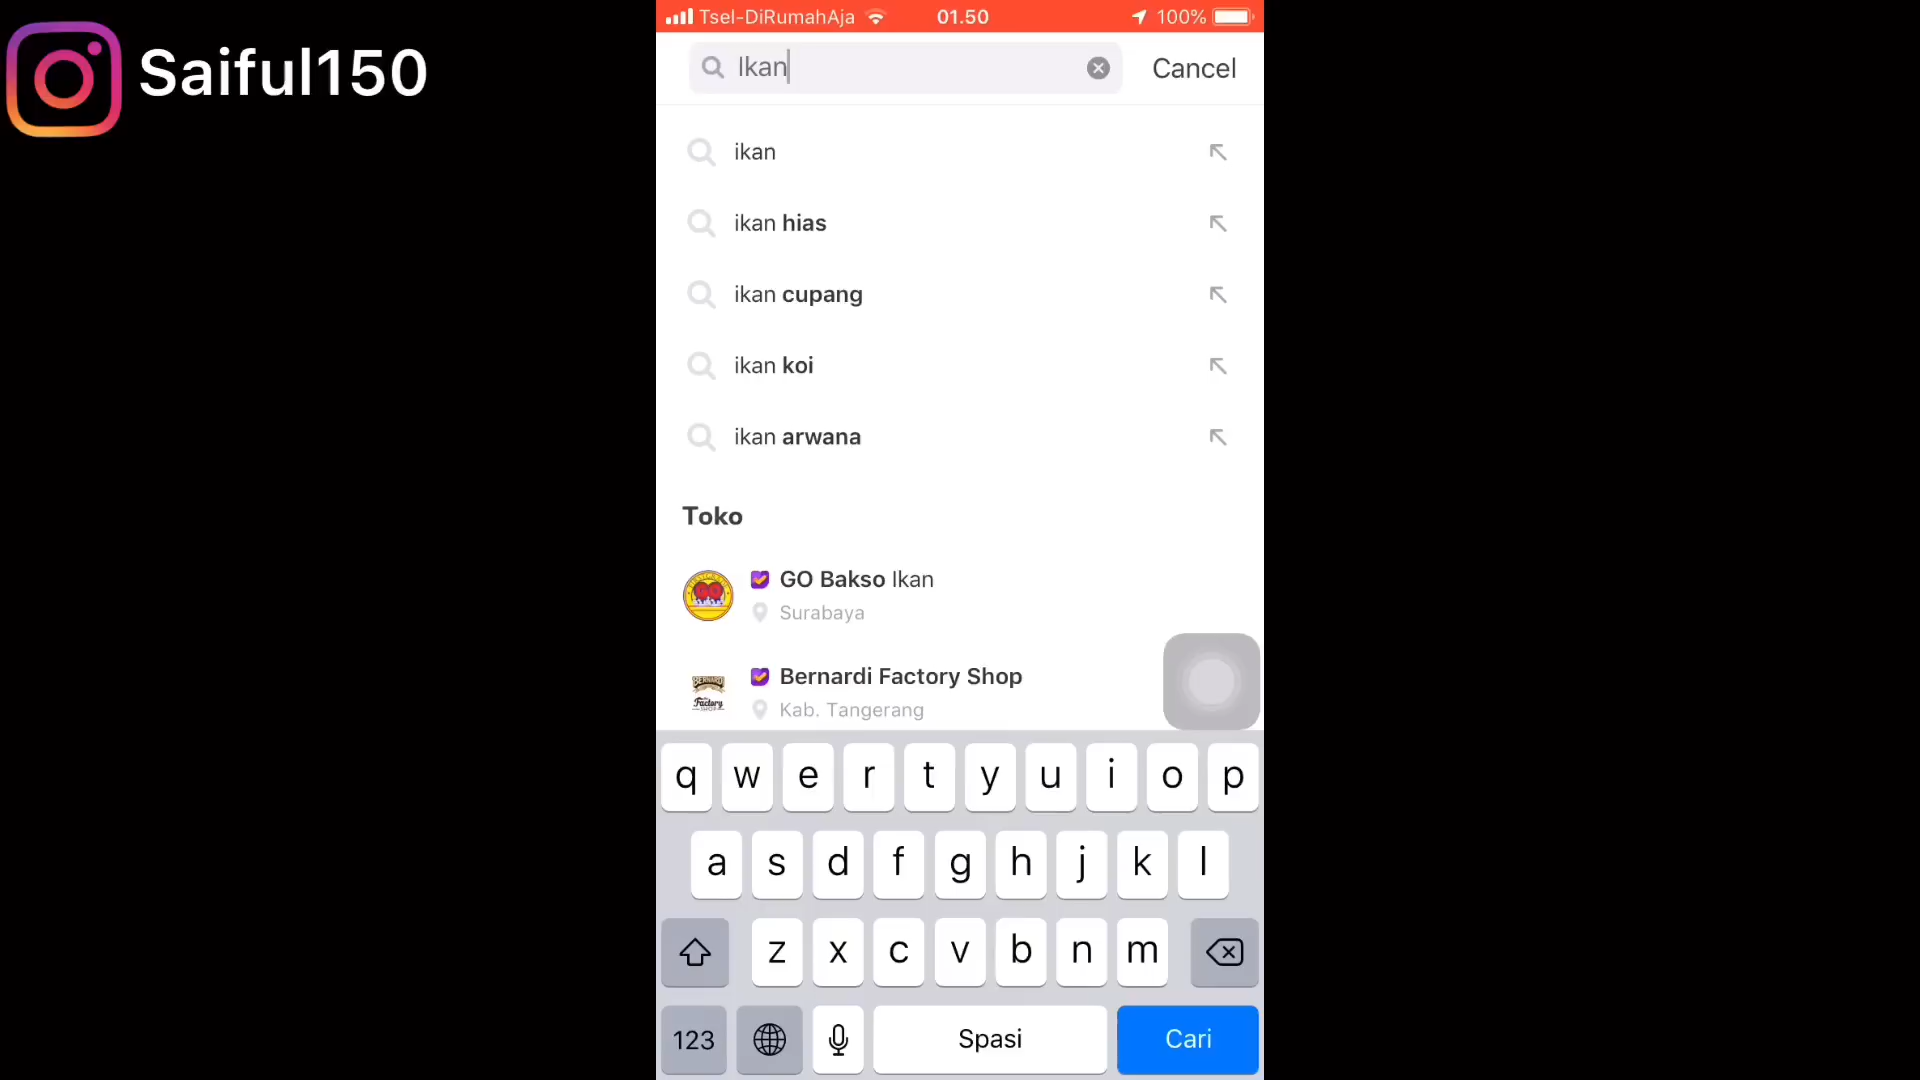 Saiful150
Tsel-DiRumahAja 01.50 100%
Ikan Cancel
ikan
ikan hias
ikan cupang
ikan koi
ikan arwana
Toko
GO Bakso Ikan
Surabaya
Bernardi Factory Shop
Kab. Tangerang
q w e r t y u i o p
a s d f g h j k l
z x c v b n m
123 Spasi Cari